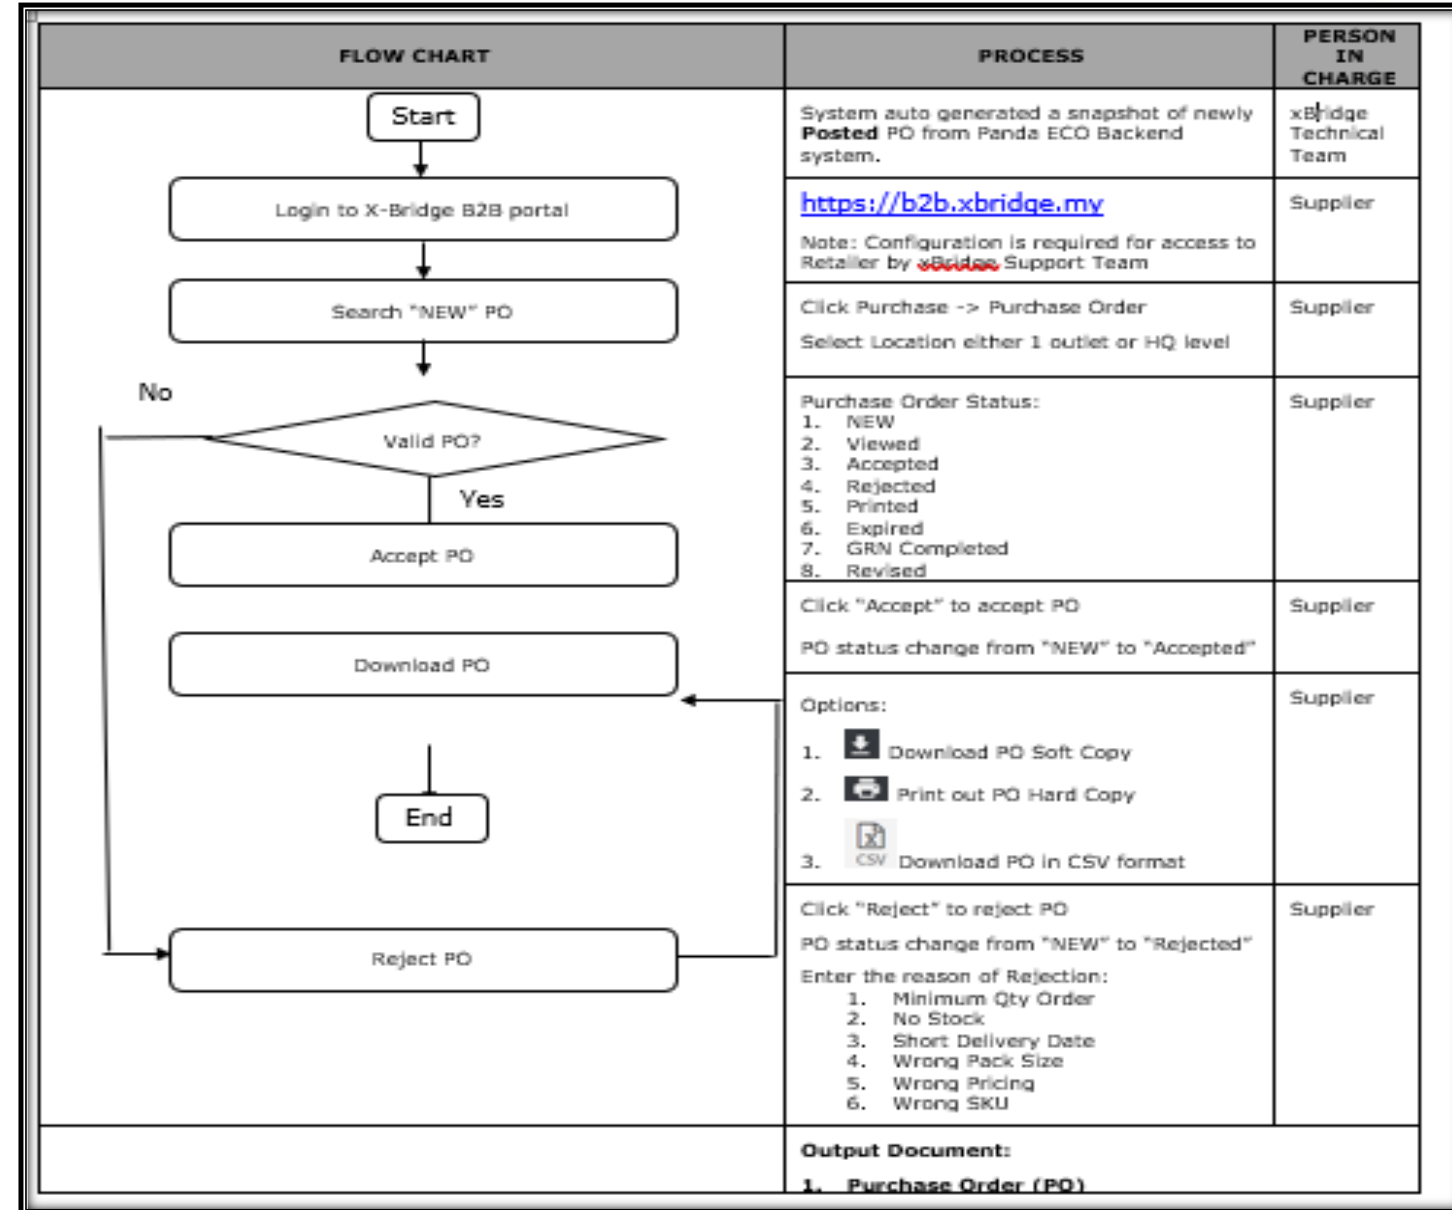 FLOW CHART
PROCESS
PERSON
IN
CHARGE
Start
System auto generated a snapshot of newly
Posted PO from Panda ECO Backend
system.
xBridge
Technical
Team
Login to X-Bridge B2B portal
https://b2b.xbridge.my
Note: Configuration is required for access to
Retailer by xBridge Support Team
Supplier
Search "NEW" PO
Click Purchase -> Purchase Order
Select Location either 1 outlet or HQ level
Supplier
No
Valid PO?
Yes
Purchase Order Status:
1. NEW
2. Viewed
3. Accepted
4. Rejected
5. Printed
6. Expired
7. GRN Completed
8. Revised
Supplier
Accept PO
Click "Accept" to accept PO
PO status change from "NEW" to "Accepted"
Supplier
Download PO
Options:
1. Download PO Soft Copy
2. Print out PO Hard Copy
3. CSV Download PO in CSV format
Supplier
End
Reject PO
Click "Reject" to reject PO
PO status change from "NEW" to "Rejected"
Enter the reason of Rejection:
1. Minimum Qty Order
2. No Stock
3. Short Delivery Date
4. Wrong Pack Size
5. Wrong Pricing
6. Wrong SKU
Supplier
Output Document:
1. Purchase Order (PO)